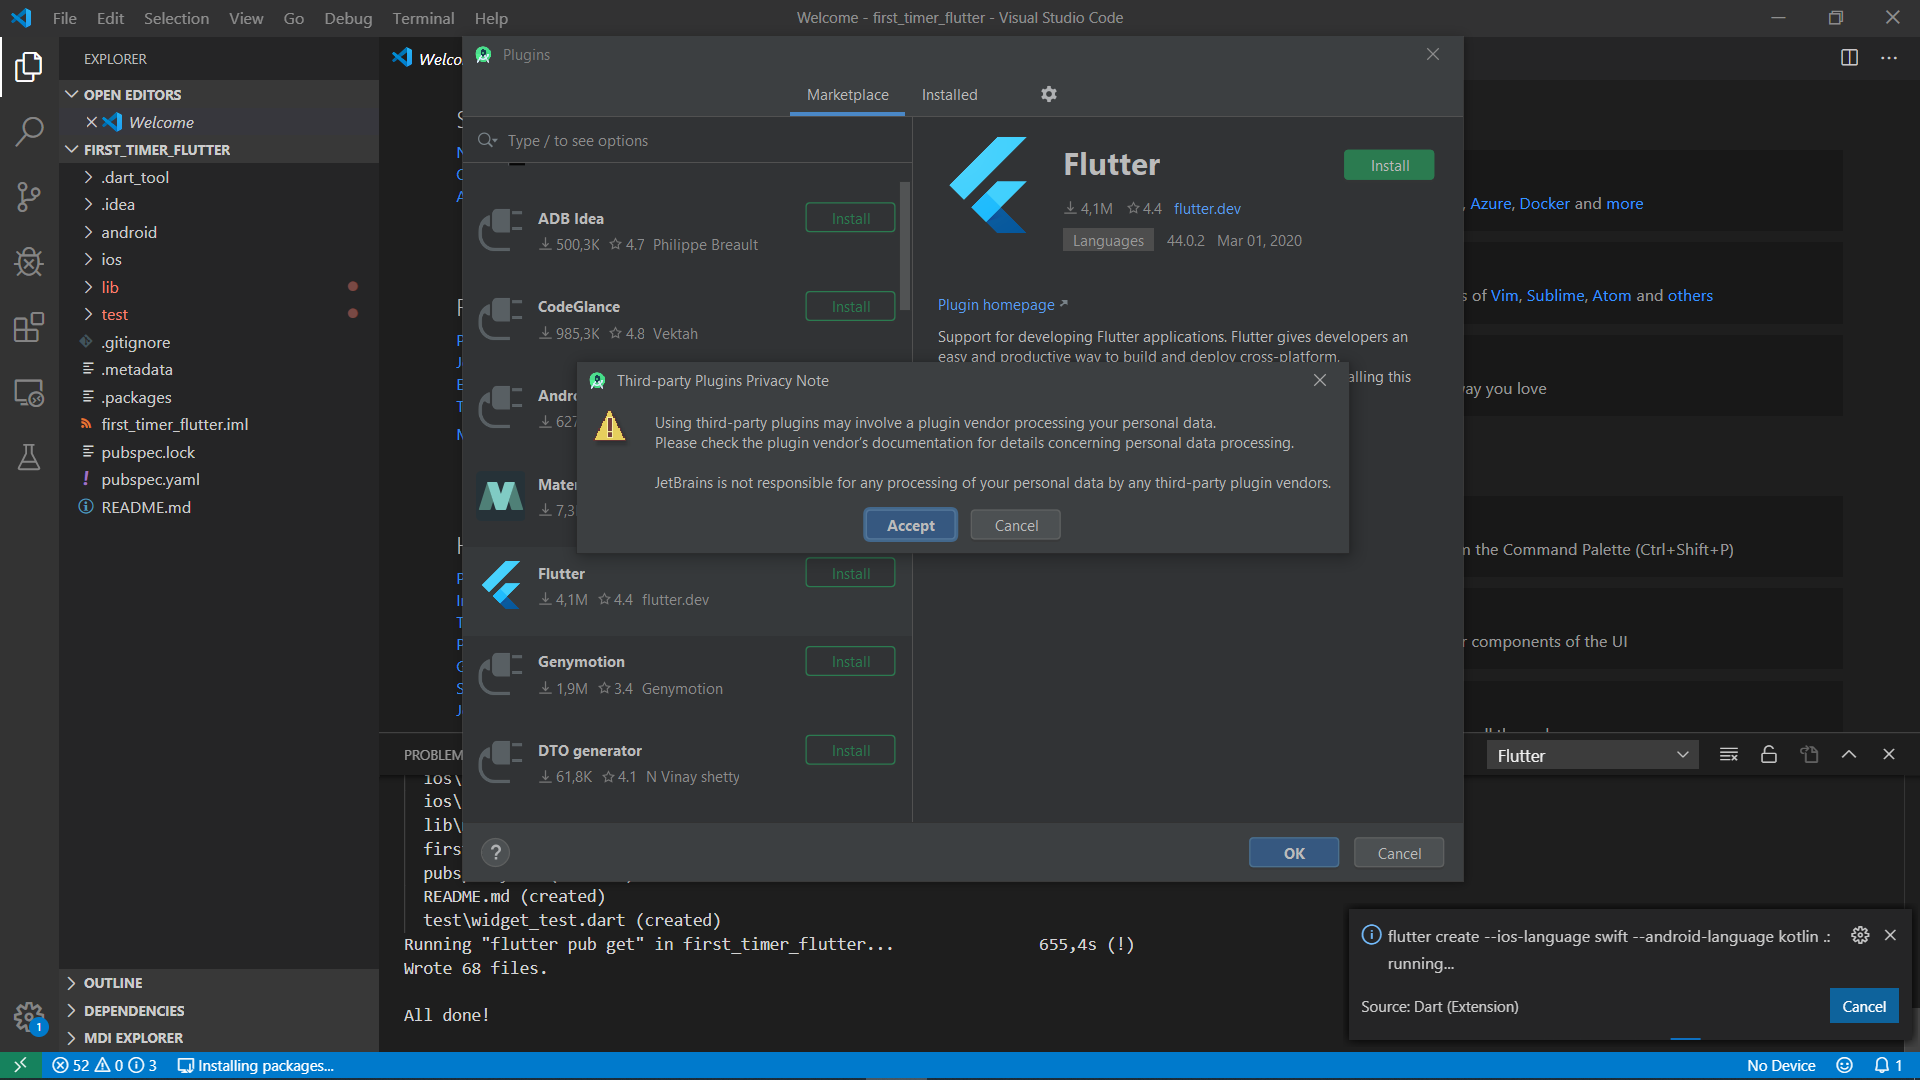 File Edit Selection View Go Debug Terminal Help
Welcome - first_timer_flutter - Visual Studio Code
EXPLORER
OPEN EDITORS
Welcome
FIRST_TIMER_FLUTTER
.dart_tool
.idea
android
ios
lib
test
.gitignore
.metadata
.packages
first_timer_flutter.iml
pubspec.lock
pubspec.yaml
README.md
OUTLINE
DEPENDENCIES
MDI EXPLORER
1
Plugins
Marketplace Installed
Type / to see options
ADB Idea
Install
500,3K 4.7 Philippe Breault
CodeGlance
Install
985,3K 4.8 Vektah
Andro
627
Mater
7,3
Flutter
Install
4,1M 4.4 flutter.dev
Genymotion
Install
1,9M 3.4 Genymotion
DTO generator
Install
61,8K 4.1 N Vinay shetty
Flutter
Install
4,1M 4.4 flutter.dev
Languages 44.0.2 Mar 01, 2020
Plugin homepage
Support for developing Flutter applications. Flutter gives developers an
easy and productive way to build and deploy cross-platform,
alling this
Third-party Plugins Privacy Note
Using third-party plugins may involve a plugin vendor processing your personal data.
Please check the plugin vendor's documentation for details concerning personal data processing.
JetBrains is not responsible for any processing of your personal data by any third-party plugin vendors.
Accept Cancel
? OK Cancel
, Azure, Docker and more
s of Vim, Sublime, Atom and others
way you love
m the Command Palette (Ctrl+Shift+P)
r components of the UI
PROBLEM
Flutter
ios\
ios\
lib\
firs
pubs
README.md (created)
test\widget_test.dart (created)
Running "flutter pub get" in first_timer_flutter... 655,4s (!)
Wrote 68 files.
All done!
flutter create --ios-language swift --android-language kotlin .:
running...
Source: Dart (Extension)
Cancel
52 0 3 Installing packages...
No Device 1